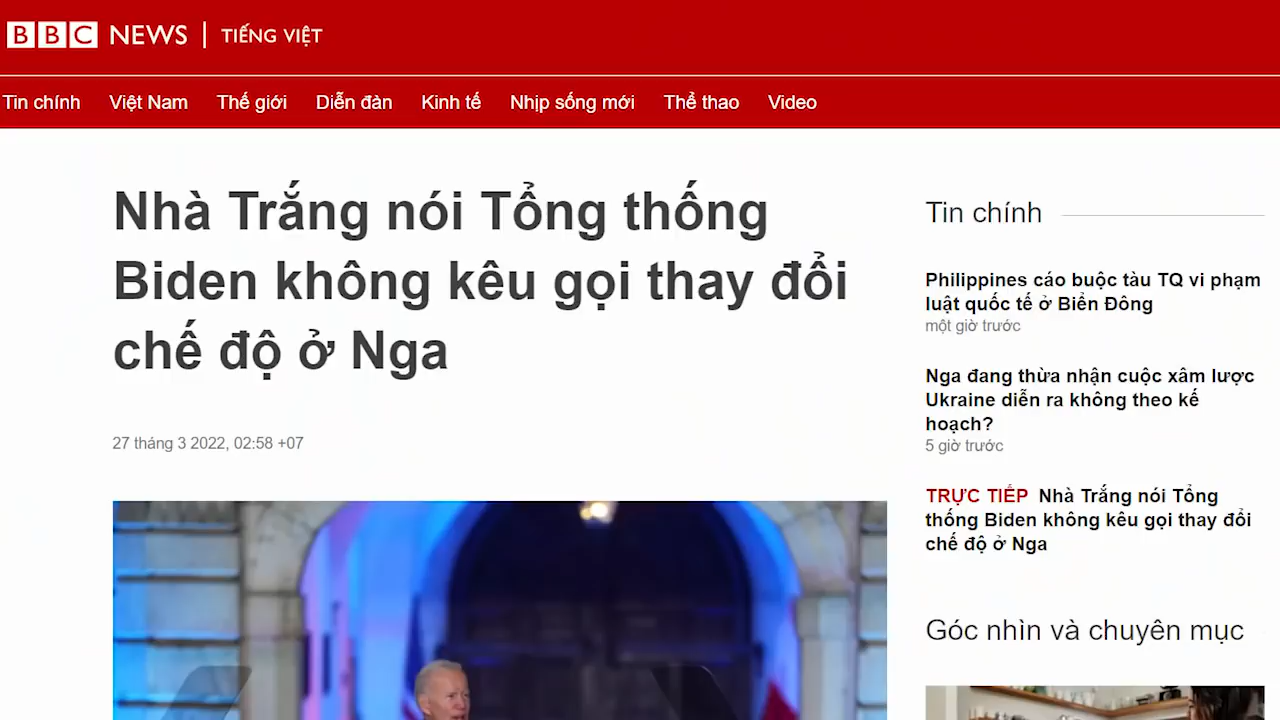 BBC NEWS | TIẾNG VIỆT
Tin chính Việt Nam Thế giới Diễn đàn Kinh tế Nhịp sống mới Thể thao Video
Nhà Trắng nói Tổng thống
Biden không kêu gọi thay đổi
chế độ ở Nga
27 tháng 3 2022, 02:58 +07
Tin chính
Philippines cáo buộc tàu TQ vi phạm
luật quốc tế ở Biển Đông
một giờ trước
Nga đang thừa nhận cuộc xâm lược
Ukraine diễn ra không theo kế
hoạch?
5 giờ trước
TRỰC TIẾP Nhà Trắng nói Tổng
thống Biden không kêu gọi thay đổi
chế độ ở Nga
Góc nhìn và chuyên mục